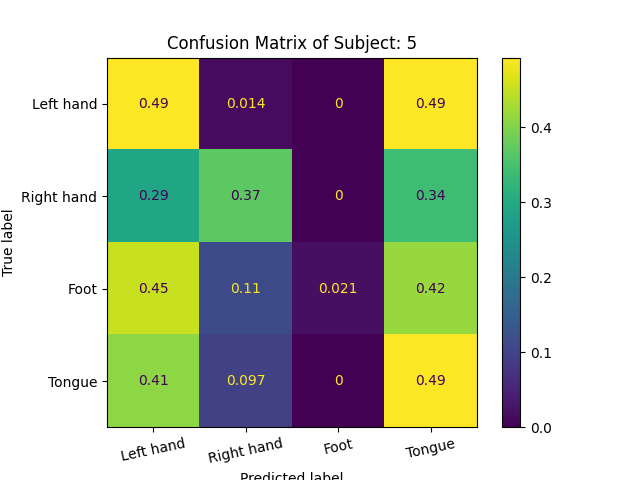 Confusion Matrix of Subject: 5
True label
Left hand 0.49 0.014 0 0.49
Right hand 0.29 0.37 0 0.34
Foot 0.45 0.11 0.021 0.42
Tongue 0.41 0.097 0 0.49
Left hand Right hand Foot Tongue
Predicted label
0.4
0.3
0.2
0.1
0.0